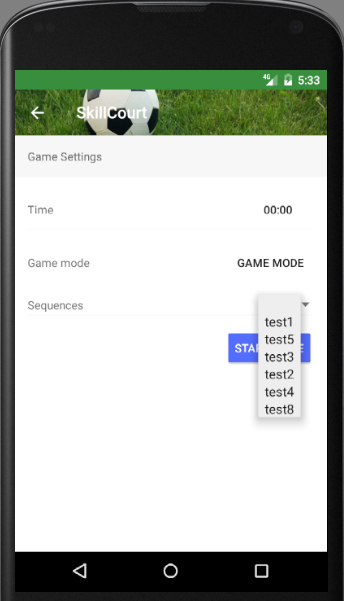 4G 5:33
SkillCourt
Game Settings
Time 00:00
Game mode GAME MODE
Sequences
test1
test5
test3
test2
test4
test8